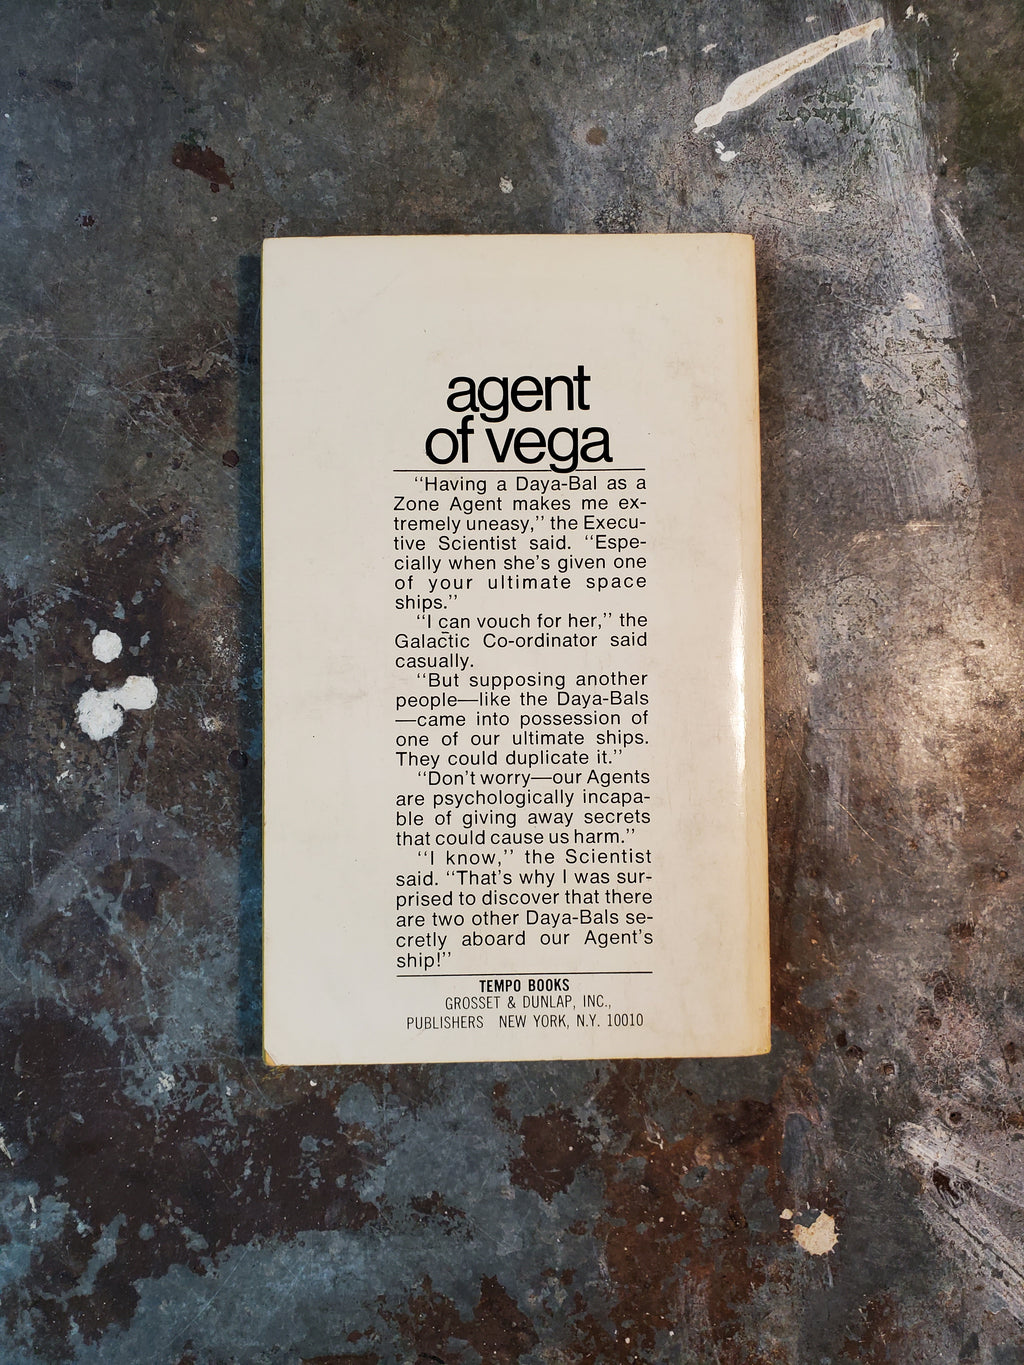 agent
of vega
“Having a Daya-Bal as a
Zone Agent makes me ex-
tremely uneasy,” the Execu-
tive Scientist said. “Espe-
cially when she’s given one
of your ultimate space
ships.”
“I can vouch for her,” the
Galactic Co-ordinator said
casually.
“But supposing another
people—like the Daya-Bals
—came into possession of
one of our ultimate ships.
They could duplicate it.”
“Don’t worry—our Agents
are psychologically incapa-
ble of giving away secrets
that could cause us harm.”
“I know,” the Scientist
said. “That’s why I was sur-
prised to discover that there
are two other Daya-Bals se-
cretly aboard our Agent’s
ship!”
TEMPO BOOKS
GROSSET & DUNLAP, INC.,
PUBLISHERS NEW YORK, N.Y. 10010